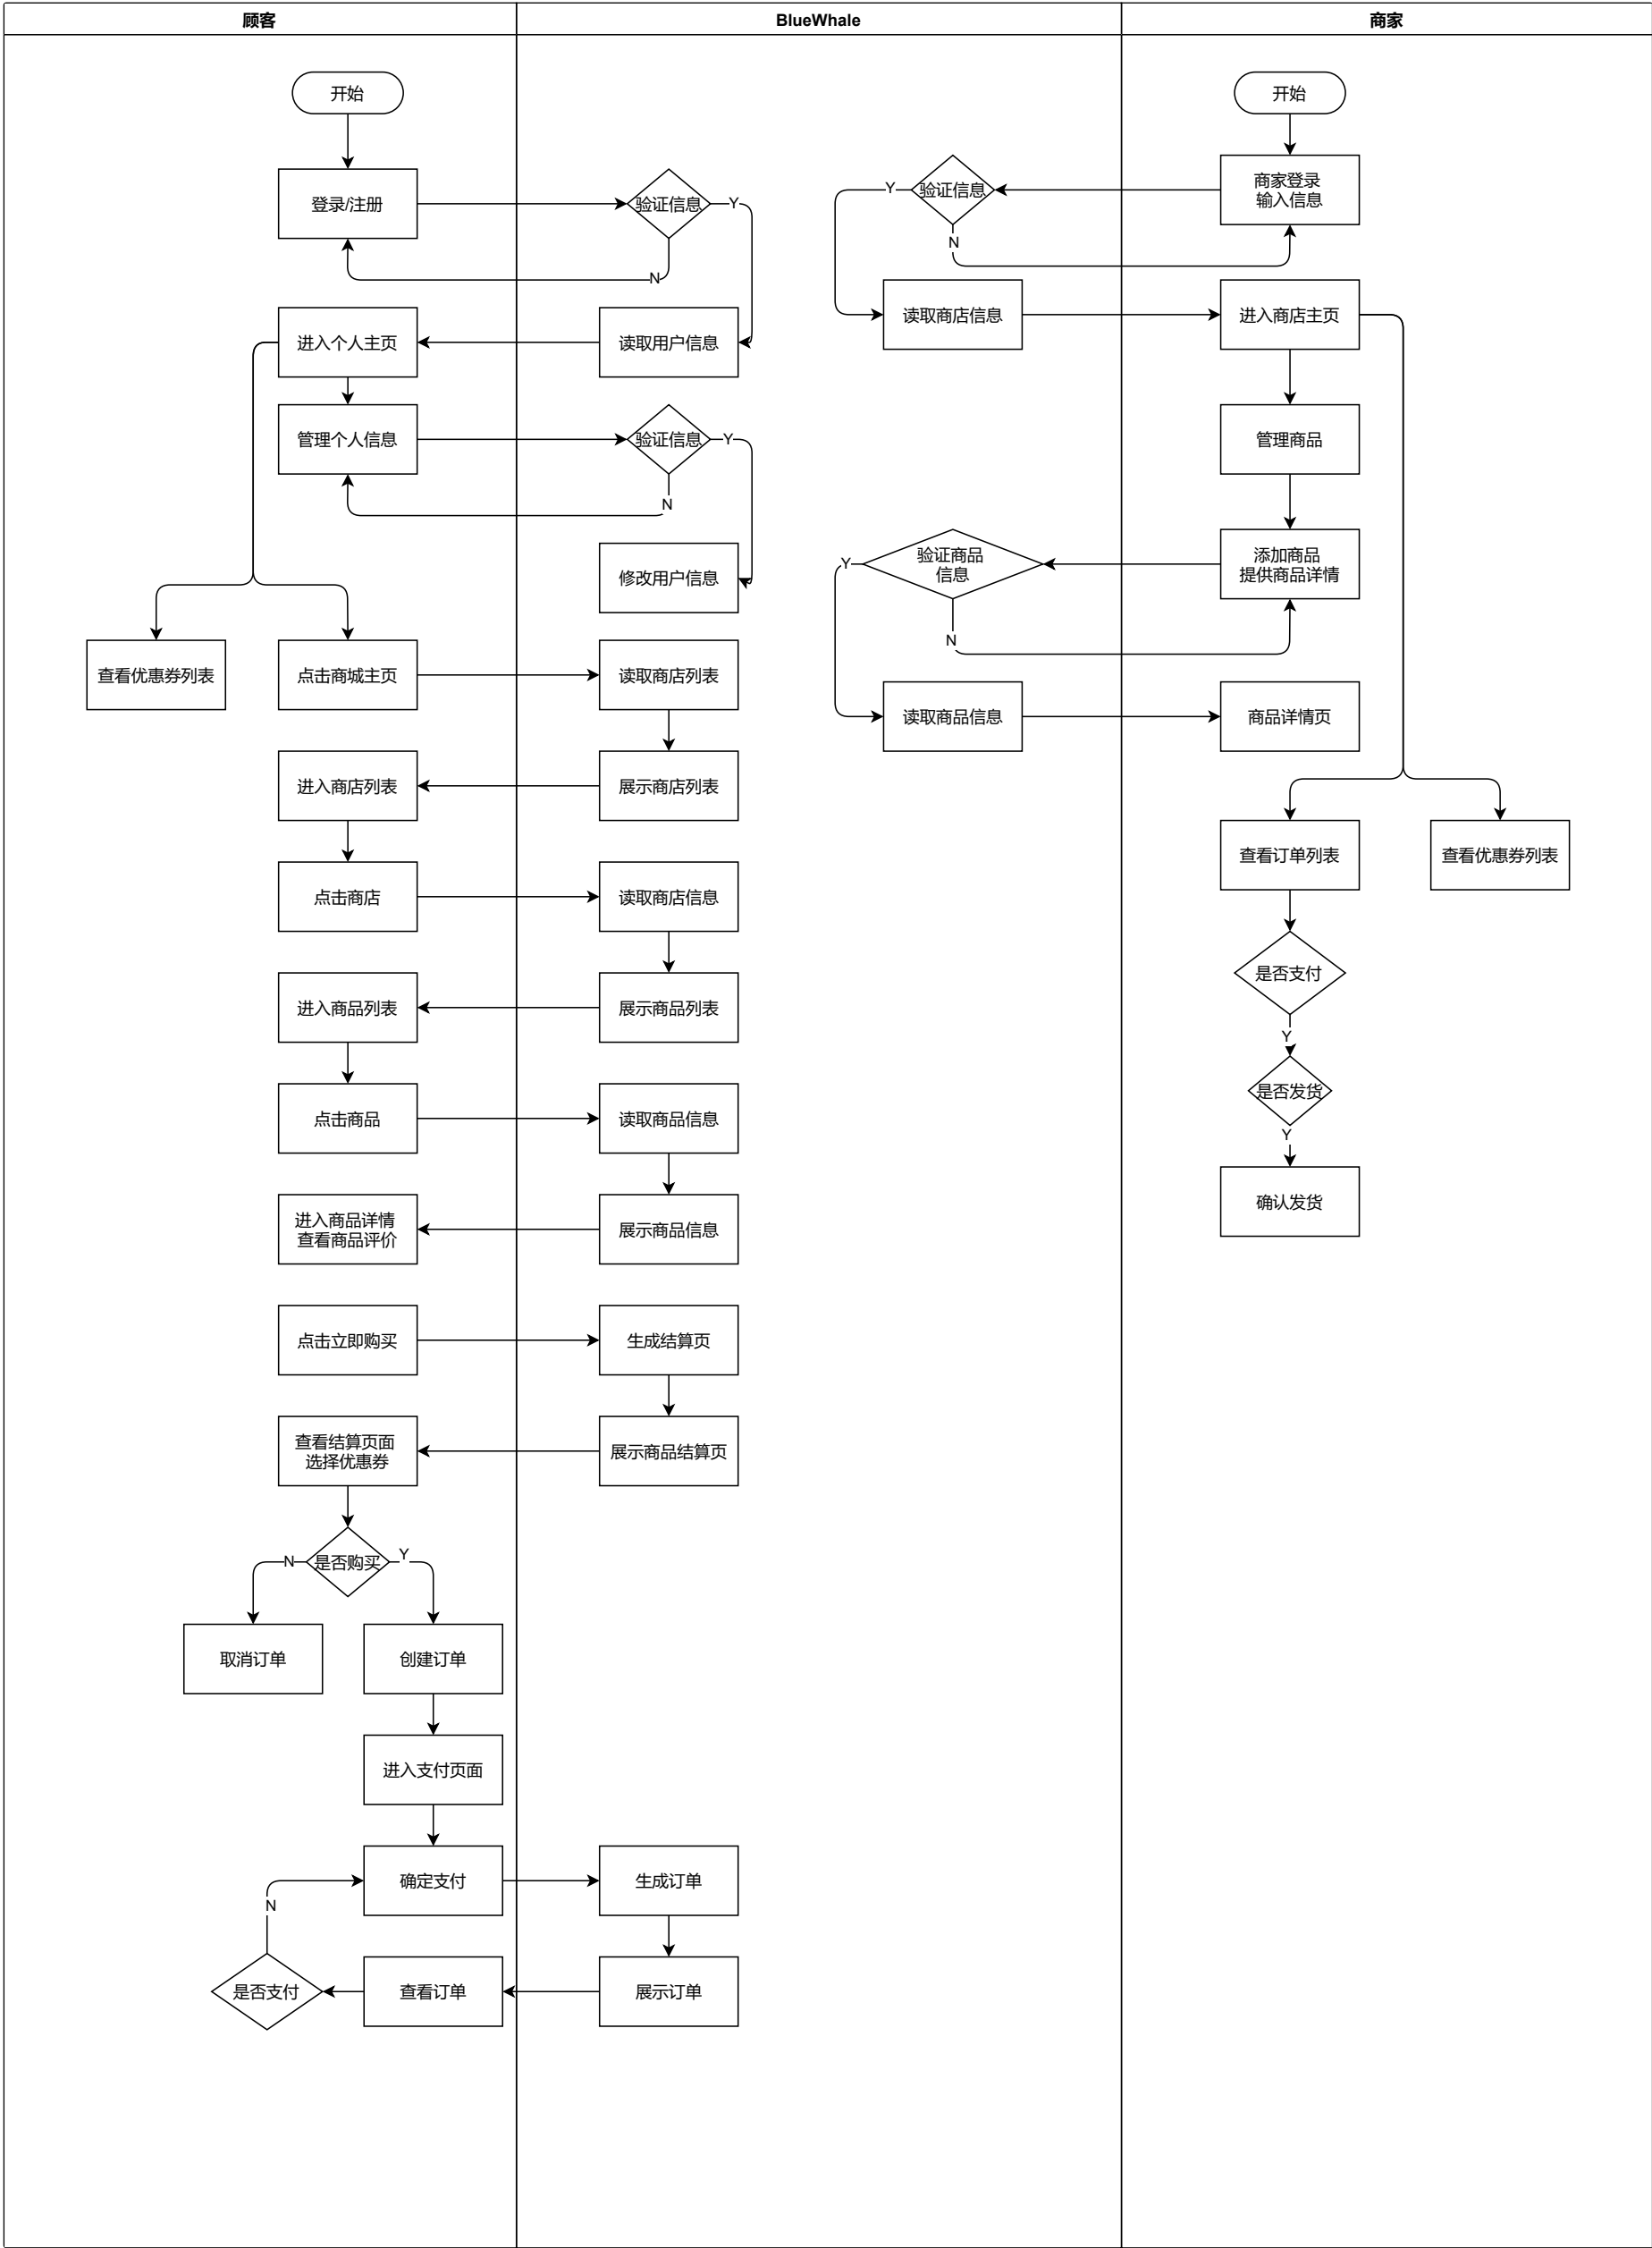 顾客
BlueWhale
商家
开始
开始
登录/注册
验证信息
Y
N
验证信息
Y
N
商家登录
输入信息
进入个人主页
读取用户信息
读取商店信息
进入商店主页
管理个人信息
验证信息
Y
N
管理商品
修改用户信息
验证商品
信息
Y
N
添加商品
提供商品详情
查看优惠券列表
点击商城主页
读取商店列表
读取商品信息
商品详情页
进入商店列表
展示商店列表
查看订单列表
查看优惠券列表
点击商店
读取商店信息
是否支付
Y
进入商品列表
展示商品列表
是否发货
Y
点击商品
读取商品信息
确认发货
进入商品详情
查看商品评价
展示商品信息
点击立即购买
生成结算页
查看结算页面
选择优惠券
展示商品结算页
N
是否购买
Y
取消订单
创建订单
进入支付页面
确定支付
生成订单
N
是否支付
查看订单
展示订单